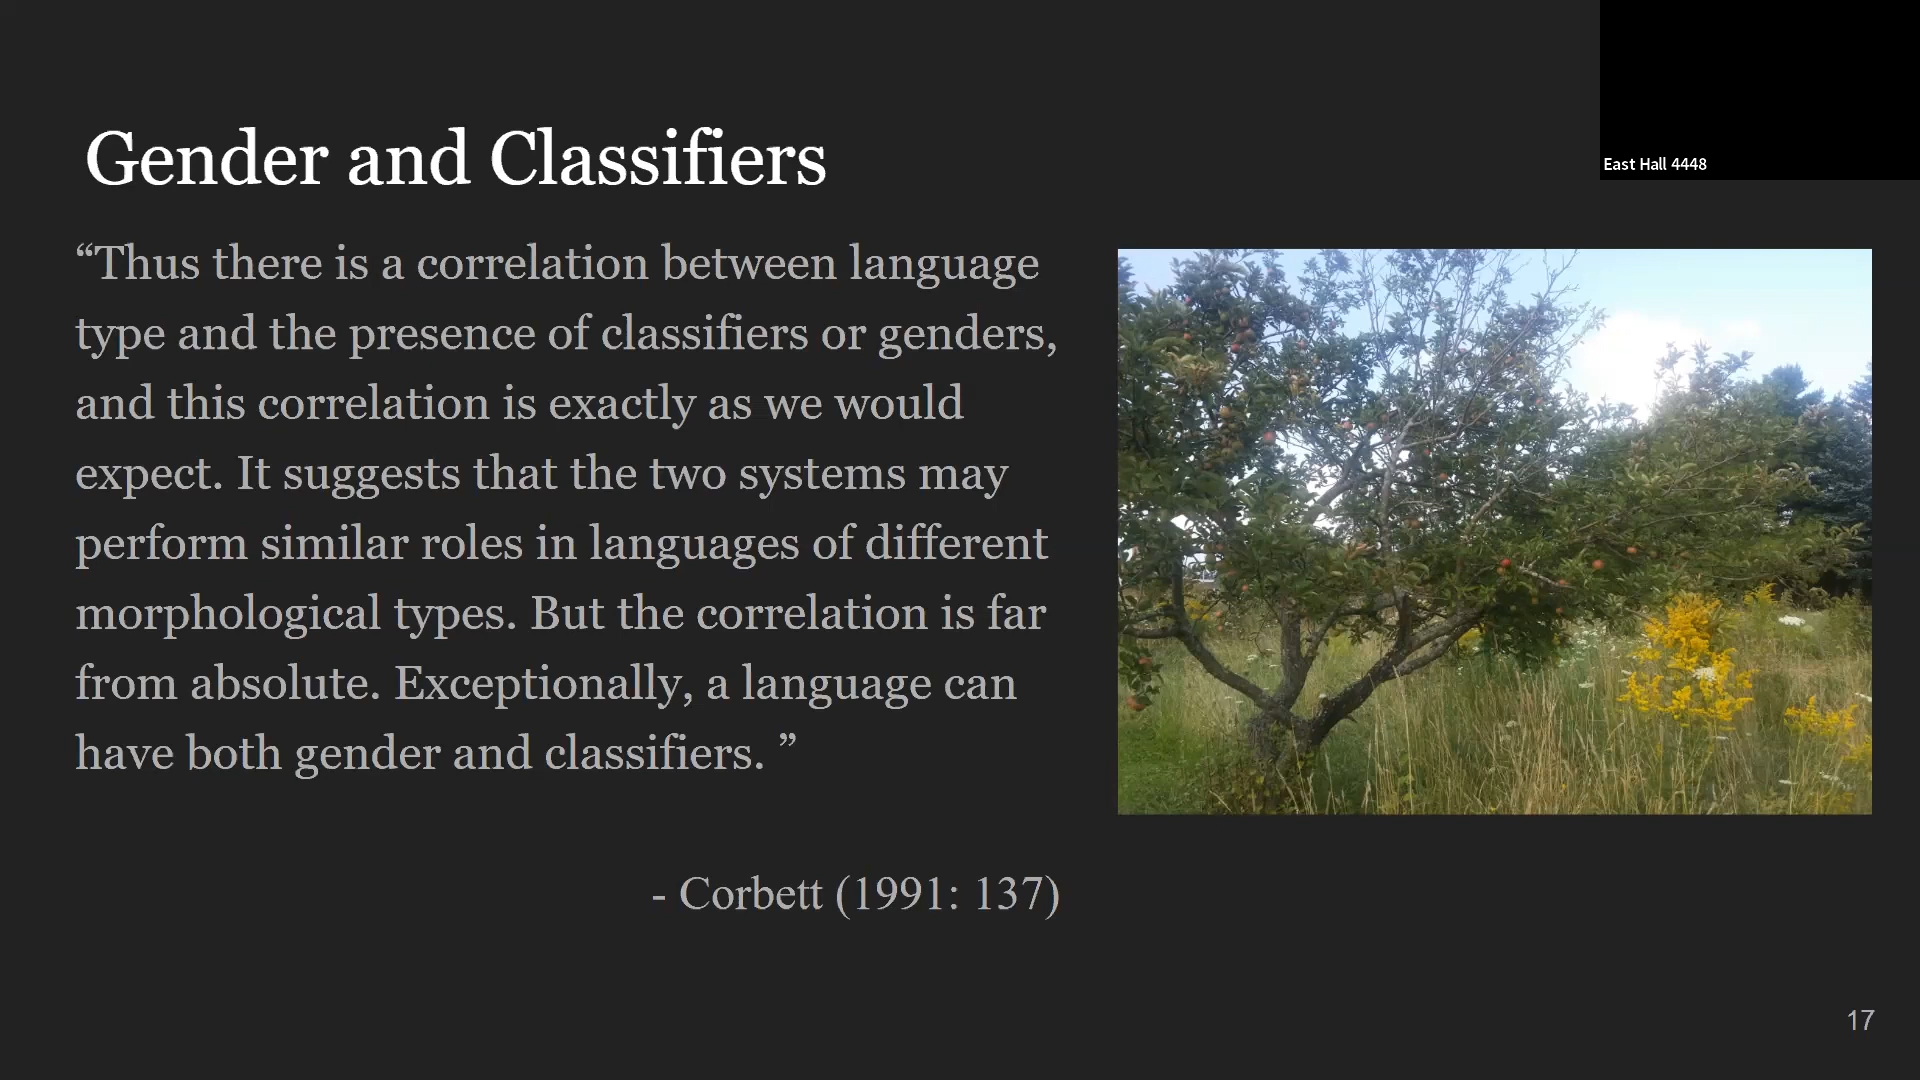 East Hall 4448
Gender and Classifiers
“Thus there is a correlation between language
type and the presence of classifiers or genders,
and this correlation is exactly as we would
expect. It suggests that the two systems may
perform similar roles in languages of different
morphological types. But the correlation is far
from absolute. Exceptionally, a language can
have both gender and classifiers. ”
- Corbett (1991: 137)
17